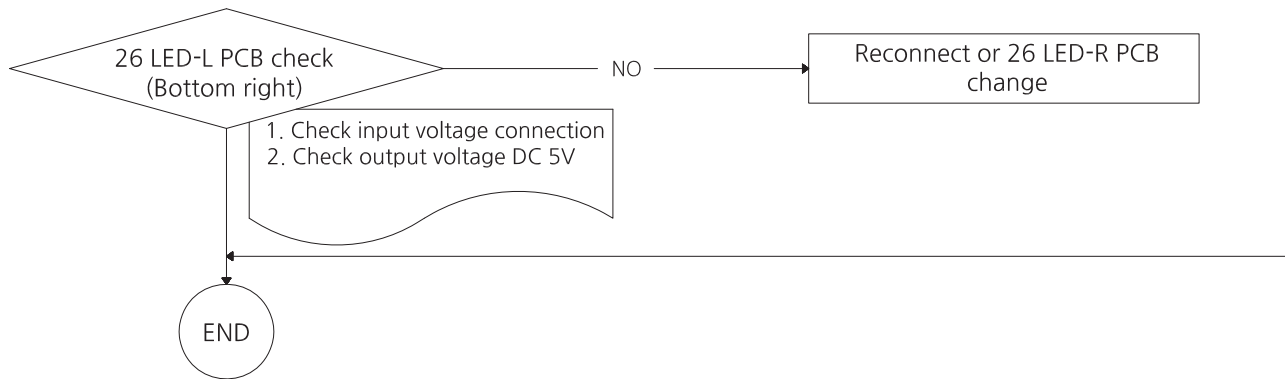 26 LED-L PCB check
(Bottom right)
NO
Reconnect or 26 LED-R PCB
change
1. Check input voltage connection
2. Check output voltage DC 5V
END